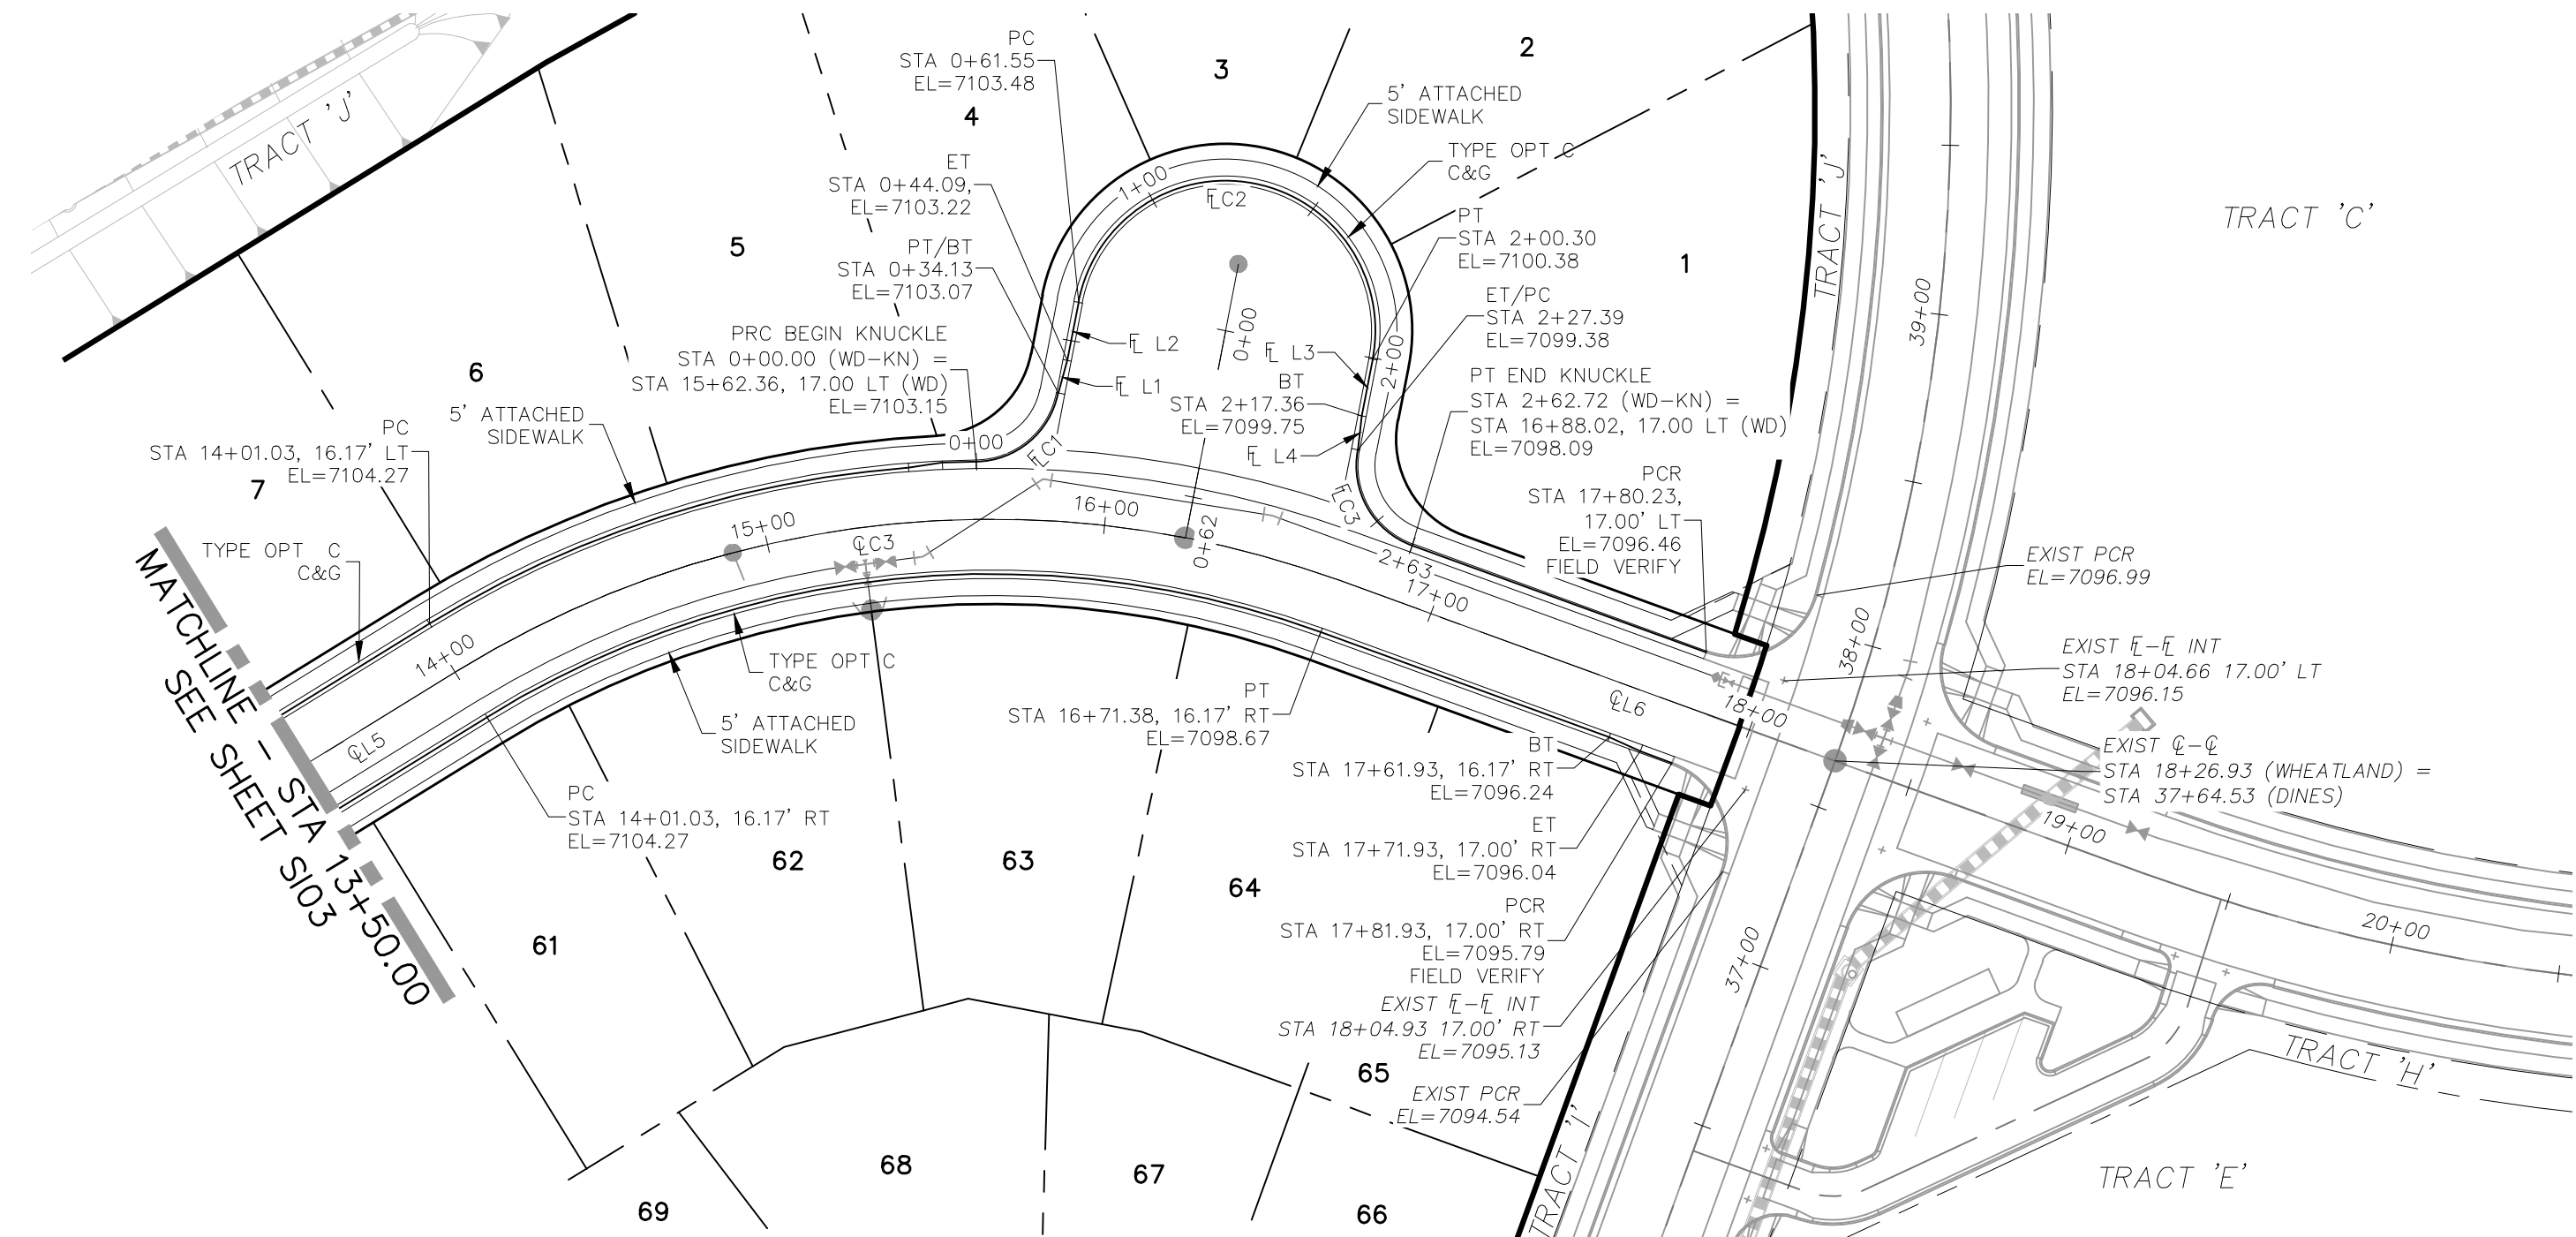 TRACT 'J'
PC
STA 0+61.55
EL=7103.48
4
3
2
5' ATTACHED
SIDEWALK
TYPE OPT C
C&G
ET
STA 0+44.09,
EL=7103.22
1+00
℄C2
PT
STA 2+00.30
EL=7100.38
1
TRACT 'J'
TRACT 'C'
5
PT/BT
STA 0+34.13
EL=7103.07
ET/PC
STA 2+27.39
EL=7099.38
39+00
PRC BEGIN KNUCKLE
STA 0+00.00 (WD-KN) =
STA 15+62.36, 17.00 LT (WD)
EL=7103.15
FL L2
FL L1
0+00
FL L3
2+00
BT
STA 2+17.36
EL=7099.75
FL L4
PT END KNUCKLE
STA 2+62.72 (WD-KN) =
STA 16+88.02, 17.00 LT (WD)
EL=7098.09
6
5' ATTACHED
SIDEWALK
PC
STA 14+01.03, 16.17' LT
EL=7104.27
7
0+00
FLC1
FLC3
PCR
STA 17+80.23,
17.00' LT
EL=7096.46
FIELD VERIFY
TYPE OPT C
C&G
15+00
16+00
0+62
2+63
17+00
℄C3
EXIST PCR
EL=7096.99
14+00
℄L5
TYPE OPT C
C&G
5' ATTACHED
SIDEWALK
38+00
EXIST FL-FL INT
STA 18+04.66 17.00' LT
EL=7096.15
MATCHLINE - STA 13+50.00
SEE SHEET SI03
PT
STA 16+71.38, 16.17' RT
EL=7098.67
℄L6
18+00
EXIST ℄-℄
STA 18+26.93 (WHEATLAND) =
STA 37+64.53 (DINES)
BT
STA 17+61.93, 16.17' RT
EL=7096.24
PC
STA 14+01.03, 16.17' RT
EL=7104.27
19+00
ET
STA 17+71.93, 17.00' RT
EL=7096.04
62
63
64
61
PCR
STA 17+81.93, 17.00' RT
EL=7095.79
FIELD VERIFY
37+00
20+00
EXIST FL-FL INT
STA 18+04.93 17.00' RT
EL=7095.13
65
EXIST PCR
EL=7094.54
TRACT 'H'
TRACT 'I'
TRACT 'E'
68
67
69
66